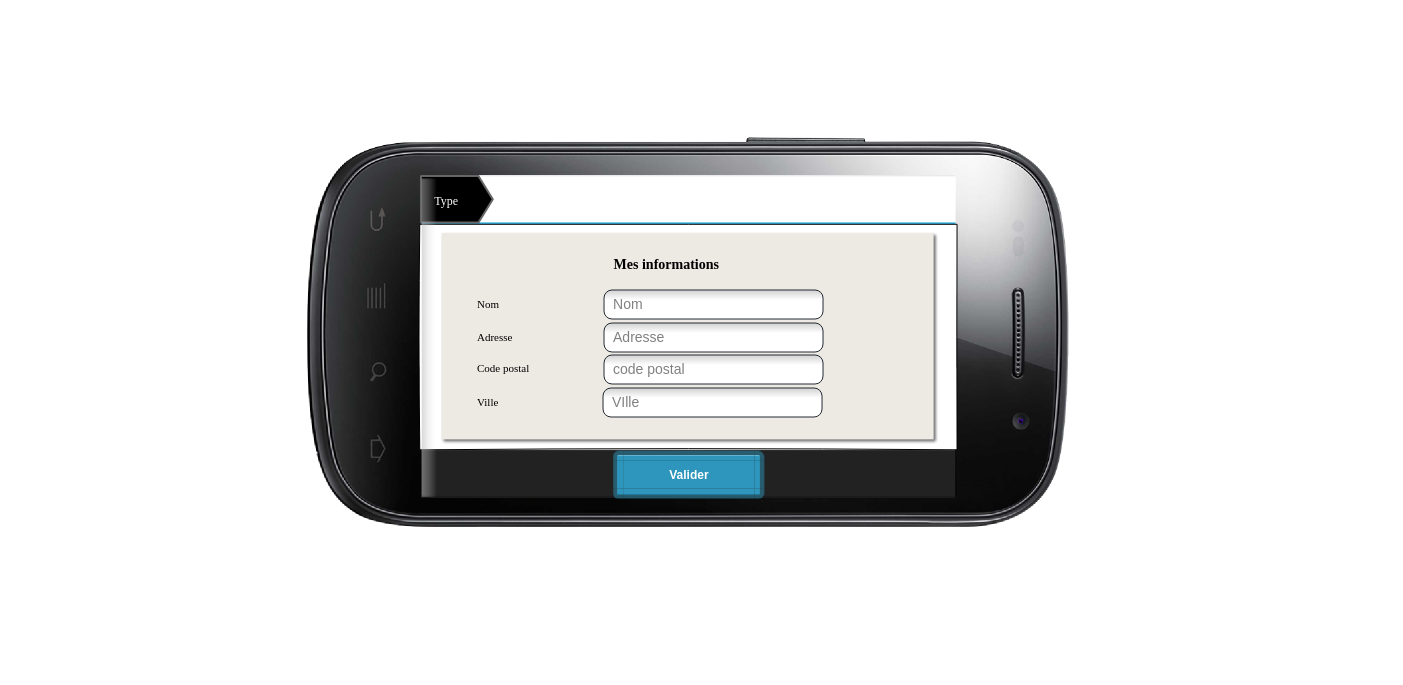 Type
Mes informations
Nom Nom
Adresse Adresse
Code postal code postal
Ville VIlle
Valider